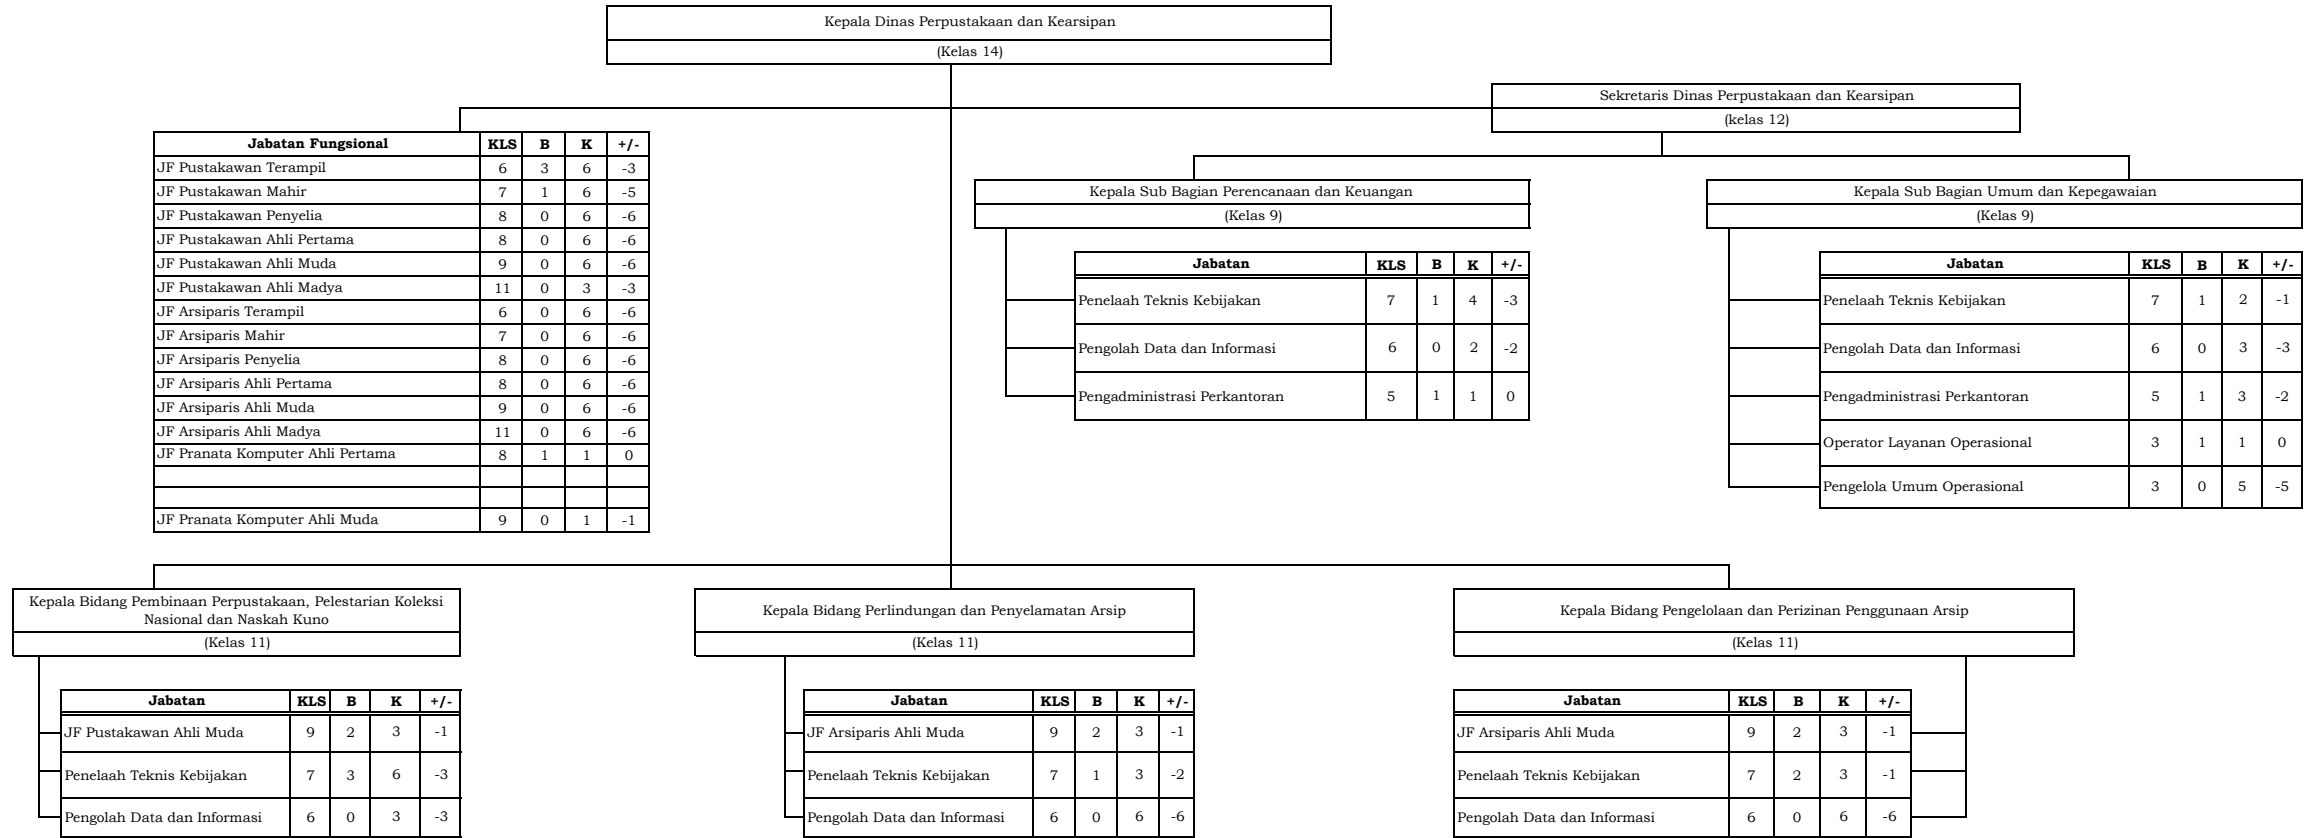 Kepala Dinas Perpustakaan dan Kearsipan
(Kelas 14)
Sekretaris Dinas Perpustakaan dan Kearsipan
(kelas 12)
Jabatan Fungsional KLS B K +/-
JF Pustakawan Terampil 6 3 6 -3
JF Pustakawan Mahir 7 1 6 -5
JF Pustakawan Penyelia 8 0 6 -6
JF Pustakawan Ahli Pertama 8 0 6 -6
JF Pustakawan Ahli Muda 9 0 6 -6
JF Pustakawan Ahli Madya 11 0 3 -3
JF Arsiparis Terampil 6 0 6 -6
JF Arsiparis Mahir 7 0 6 -6
JF Arsiparis Penyelia 8 0 6 -6
JF Arsiparis Ahli Pertama 8 0 6 -6
JF Arsiparis Ahli Muda 9 0 6 -6
JF Arsiparis Ahli Madya 11 0 6 -6
JF Pranata Komputer Ahli Pertama 8 1 1 0
JF Pranata Komputer Ahli Muda 9 0 1 -1
Kepala Sub Bagian Perencanaan dan Keuangan
(Kelas 9)
Jabatan KLS B K +/-
Penelaah Teknis Kebijakan 7 1 4 -3
Pengolah Data dan Informasi 6 0 2 -2
Pengadministrasi Perkantoran 5 1 1 0
Kepala Sub Bagian Umum dan Kepegawaian
(Kelas 9)
Jabatan KLS B K +/-
Penelaah Teknis Kebijakan 7 1 2 -1
Pengolah Data dan Informasi 6 0 3 -3
Pengadministrasi Perkantoran 5 1 3 -2
Operator Layanan Operasional 3 1 1 0
Pengelola Umum Operasional 3 0 5 -5
Kepala Bidang Pembinaan Perpustakaan, Pelestarian Koleksi
Nasional dan Naskah Kuno
(Kelas 11)
Jabatan KLS B K +/-
JF Pustakawan Ahli Muda 9 2 3 -1
Penelaah Teknis Kebijakan 7 3 6 -3
Pengolah Data dan Informasi 6 0 3 -3
Kepala Bidang Perlindungan dan Penyelamatan Arsip
(Kelas 11)
Jabatan KLS B K +/-
JF Arsiparis Ahli Muda 9 2 3 -1
Penelaah Teknis Kebijakan 7 1 3 -2
Pengolah Data dan Informasi 6 0 6 -6
Kepala Bidang Pengelolaan dan Perizinan Penggunaan Arsip
(Kelas 11)
Jabatan KLS B K +/-
JF Arsiparis Ahli Muda 9 2 3 -1
Penelaah Teknis Kebijakan 7 2 3 -1
Pengolah Data dan Informasi 6 0 6 -6